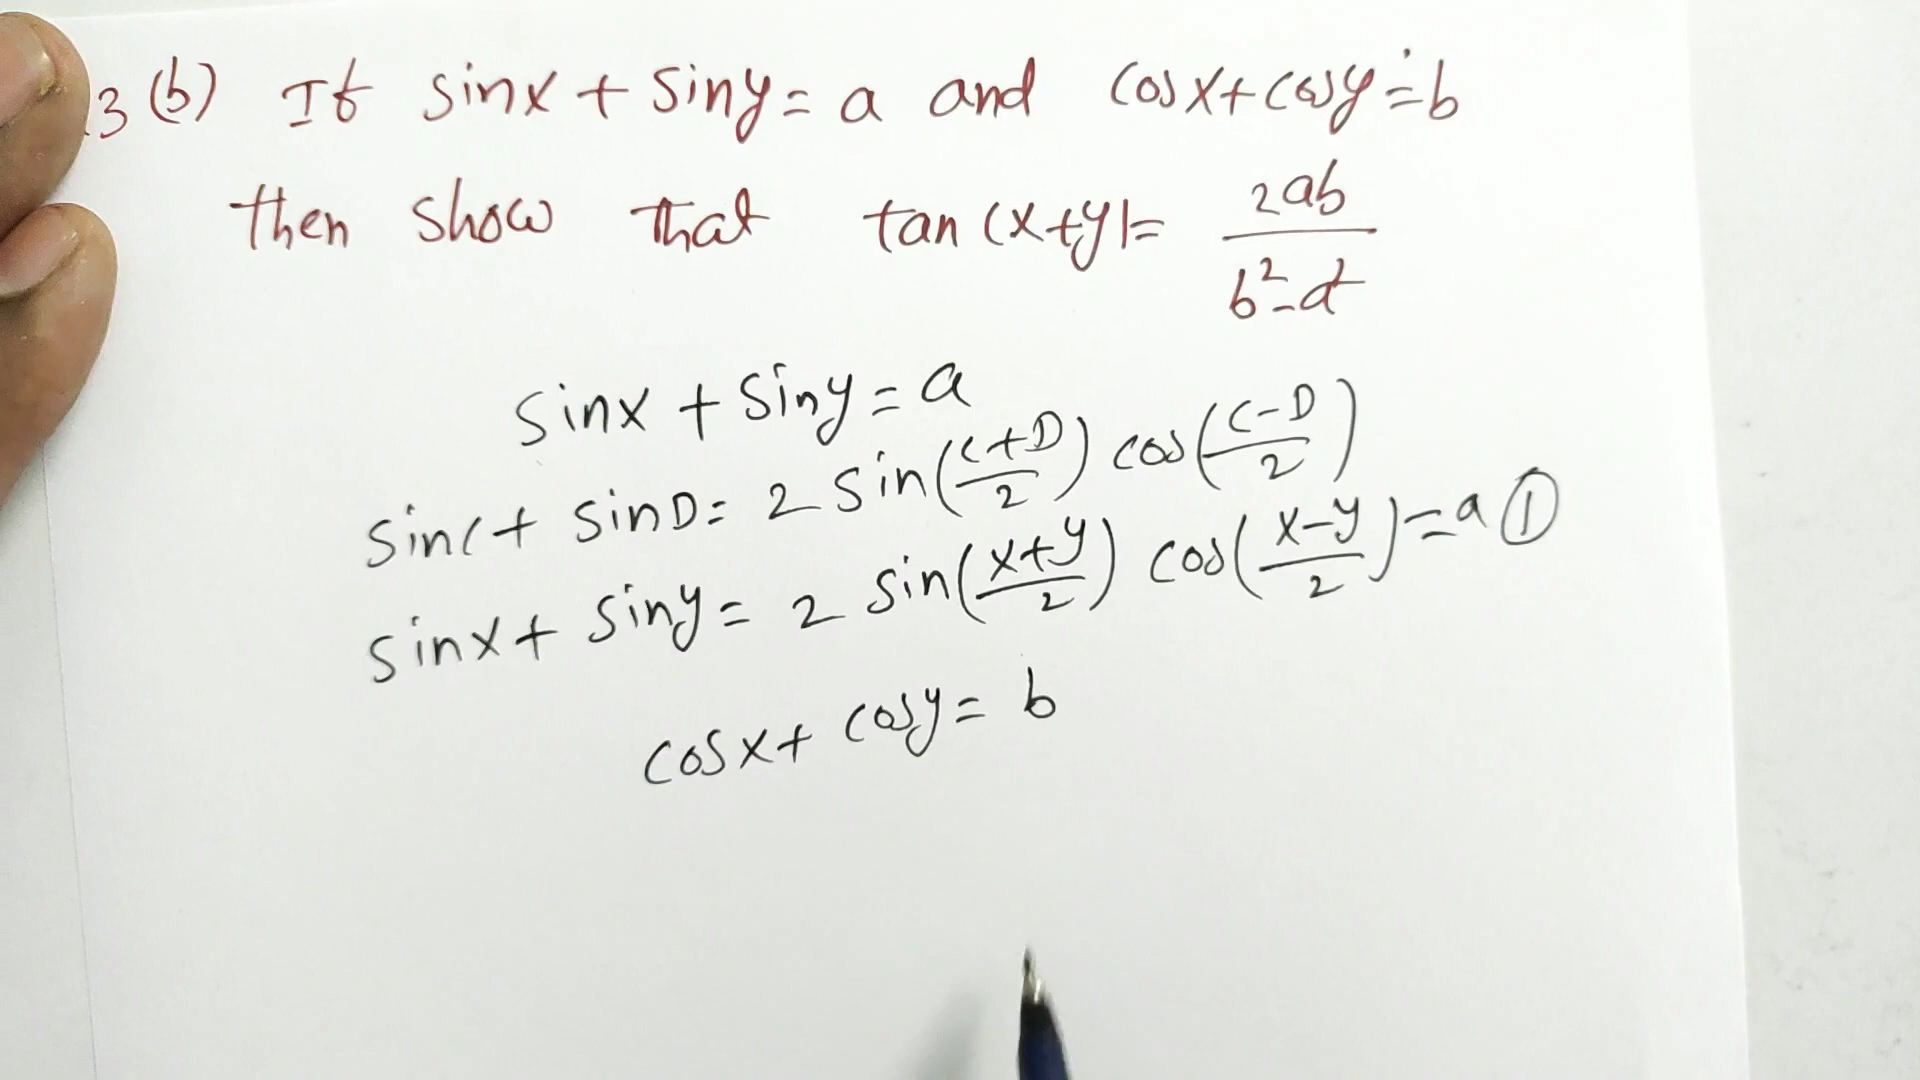 3 (b) If sinx + siny = a and cosx + cosy = b
then show that tan (x+y) = 2ab / b² - a²
sinx + siny = a
sinC + sinD = 2 sin((C+D)/2) cos((C-D)/2)
sinx + siny = 2 sin((x+y)/2) cos((x-y)/2) = a ①
cosx + cosy = b